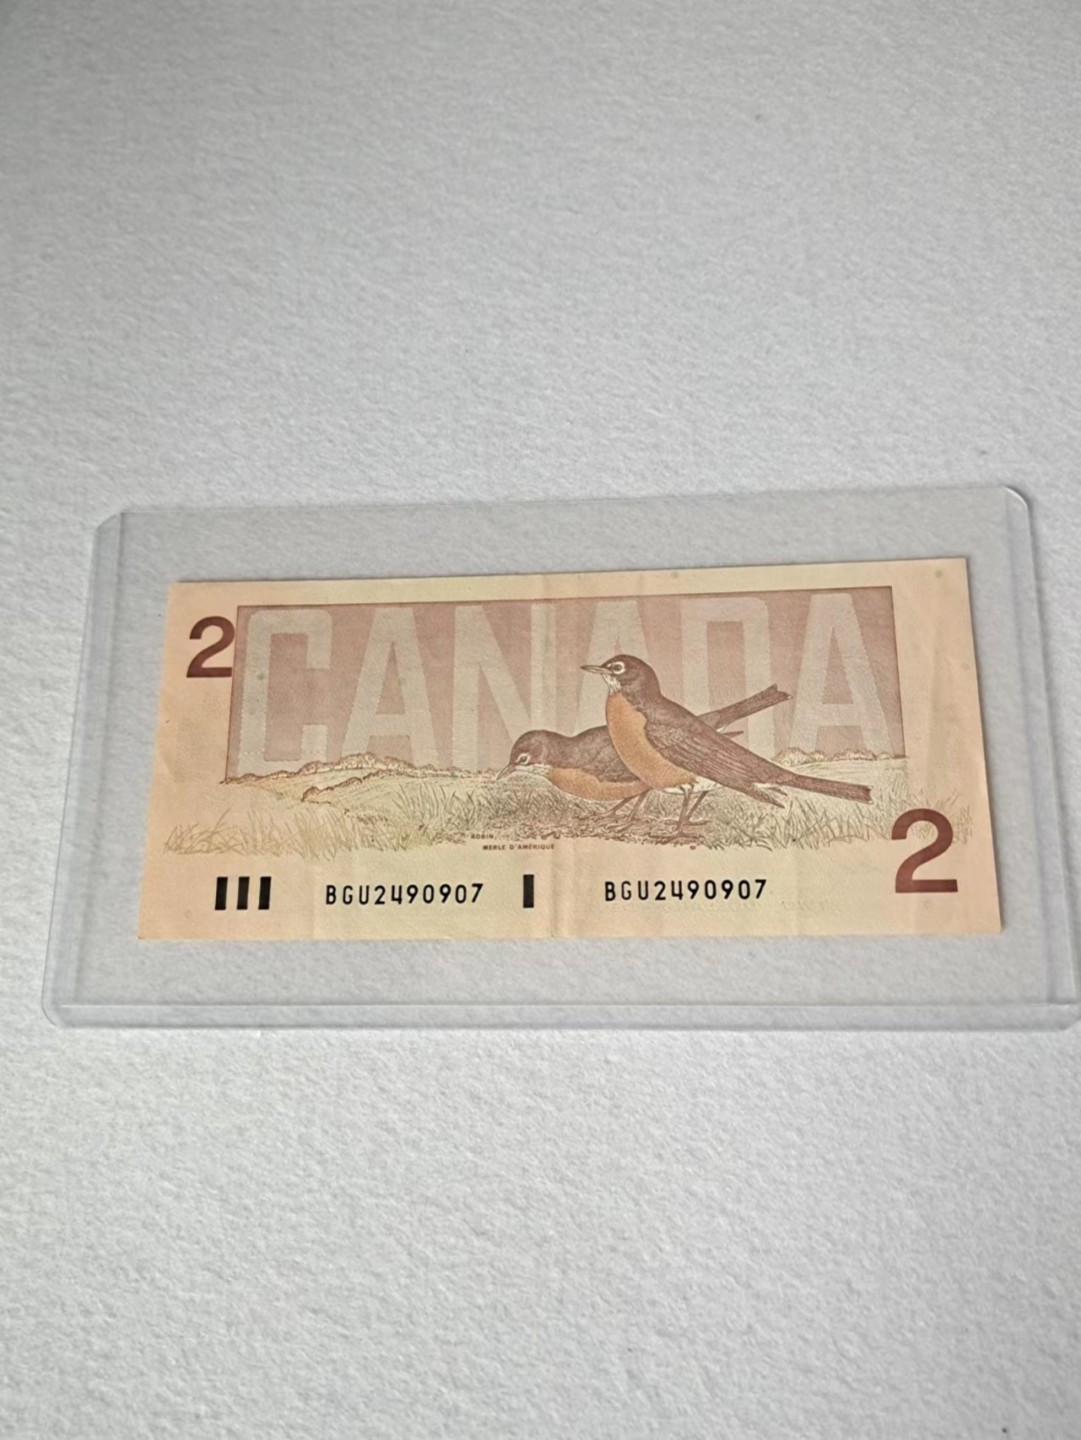 2
CANADA
ROBIN
MERLE D'AMÉRIQUE
BGU2490907 BGU2490907
2